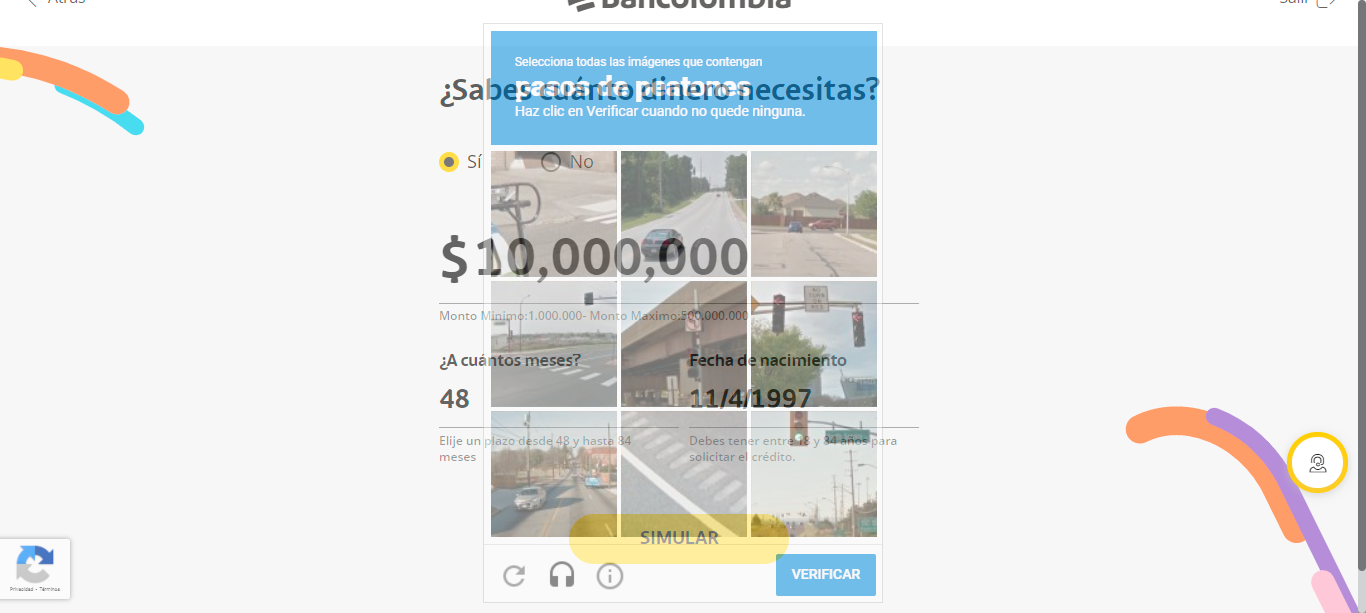 Atrás
Bancolombia
Salir
Selecciona todas las imágenes que contengan
pasos de peatones
¿Sabes cuánto dinero necesitas?
Haz clic en Verificar cuando no quede ninguna.
Sí
No
$10,000,000
Monto Mínimo:1.000.000- Monto Maximo:500.000.000
¿A cuántos meses?
Fecha de nacimiento
48
11/4/1997
Elije un plazo desde 48 y hasta 84
meses
Debes tener entre 18 y 84 años para
solicitar el crédito.
SIMULAR
VERIFICAR
Privacidad - Términos